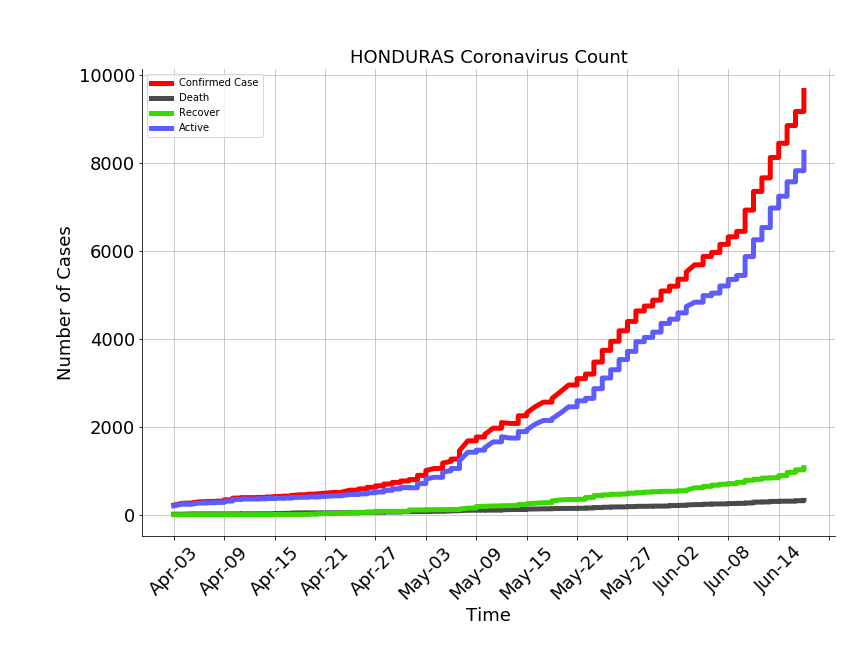 HONDURAS Coronavirus Count
Confirmed Case
Death
Recover
Active
Number of Cases
10000
8000
6000
4000
2000
0
Apr-03
Apr-09
Apr-15
Apr-21
Apr-27
May-03
May-09
May-15
May-21
May-27
Jun-02
Jun-08
Jun-14
Time